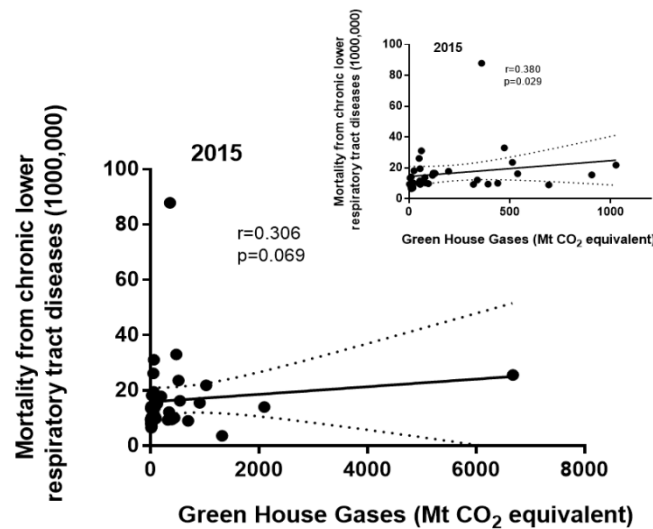 2015
r=0.380
p=0.029
Mortality from chronic lower
respiratory tract diseases (1000,000)
100
80
60
40
20
0
0
500
1000
Green House Gases (Mt CO₂ equivalent)
2015
r=0.306
p=0.069
Mortality from chronic lower
respiratory tract diseases (1000,000)
100
80
60
40
20
0
0
2000
4000
6000
8000
Green House Gases (Mt CO₂ equivalent)